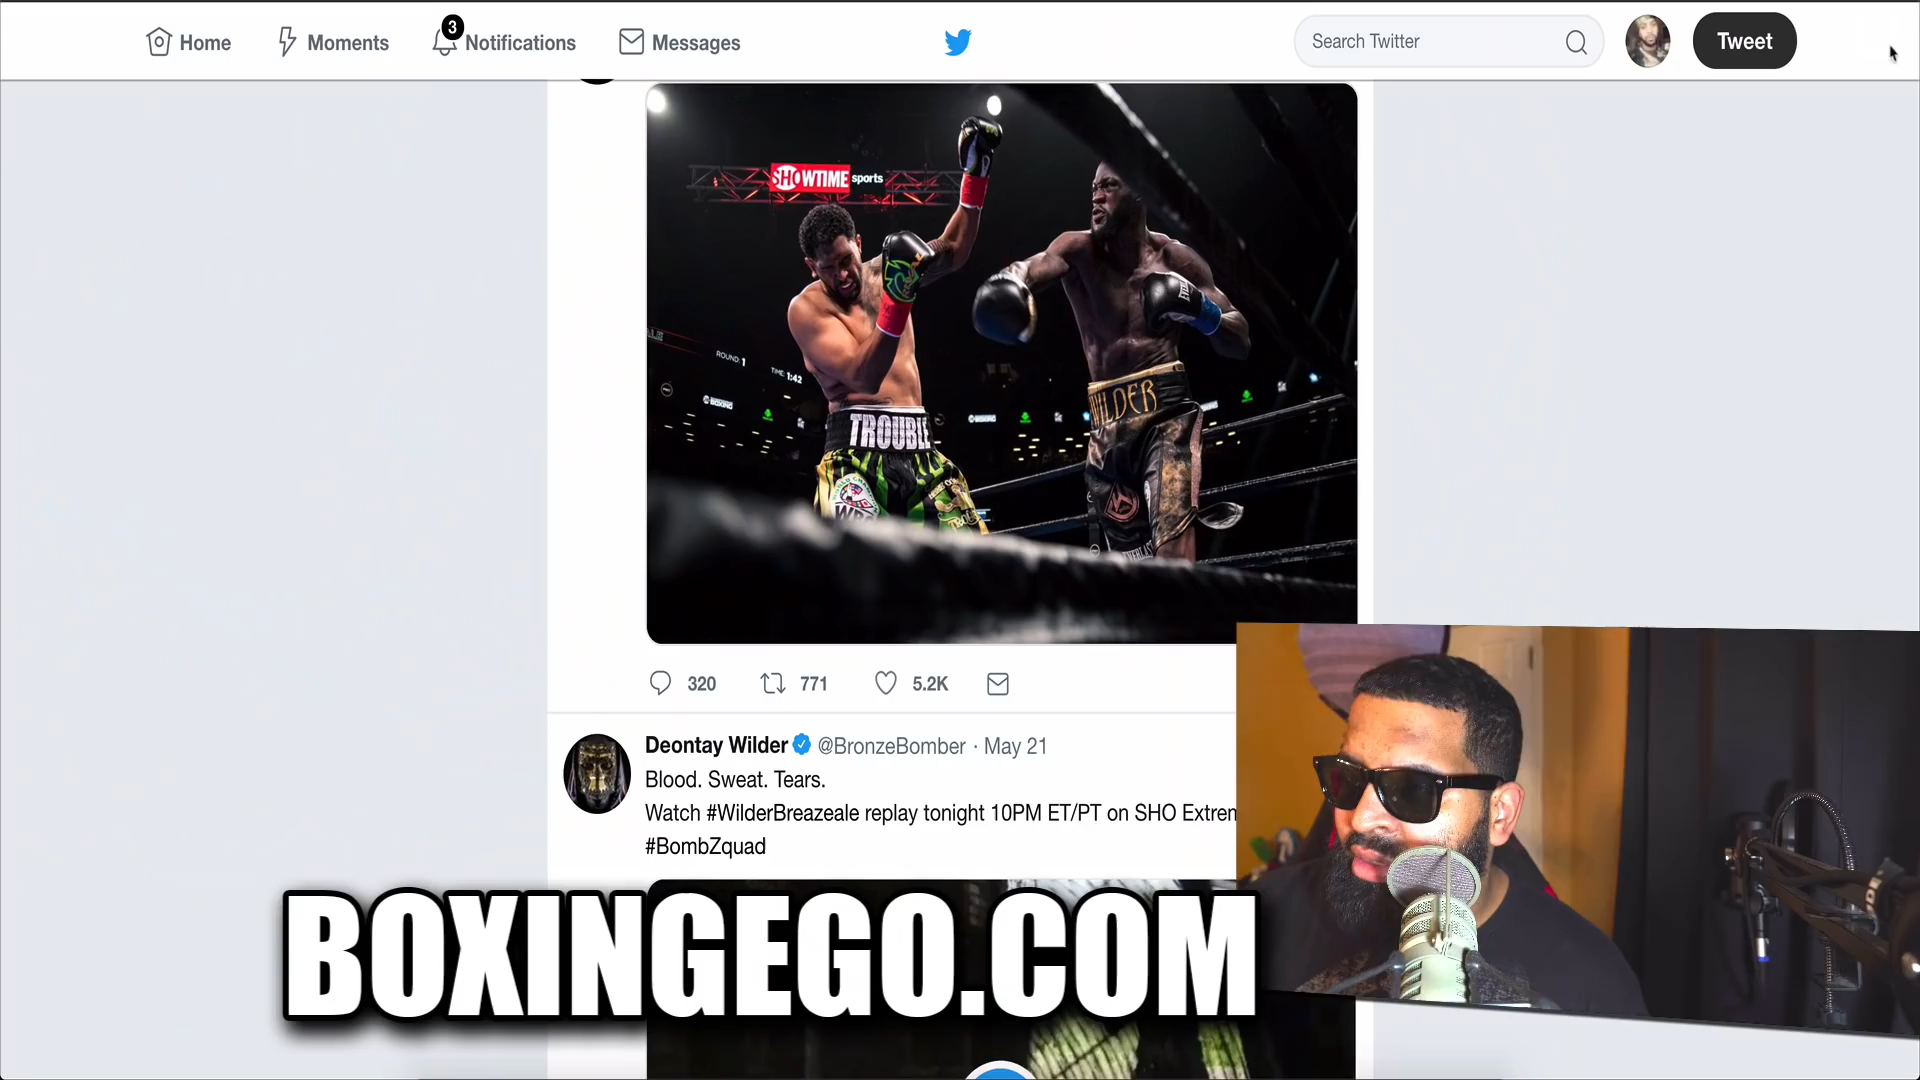 Home
Moments
3
Notifications
Messages
Search Twitter
Tweet
SHOWTIME sports
ROUND: 1
TIME: 1:42
WILDER
TROUBLE
EVERLAST
320
771
5.2K
Deontay Wilder @BronzeBomber · May 21
Blood. Sweat. Tears.
Watch #WilderBreazeale replay tonight 10PM ET/PT on SHO Extrem
#BombZquad
BOXINGEGO.COM